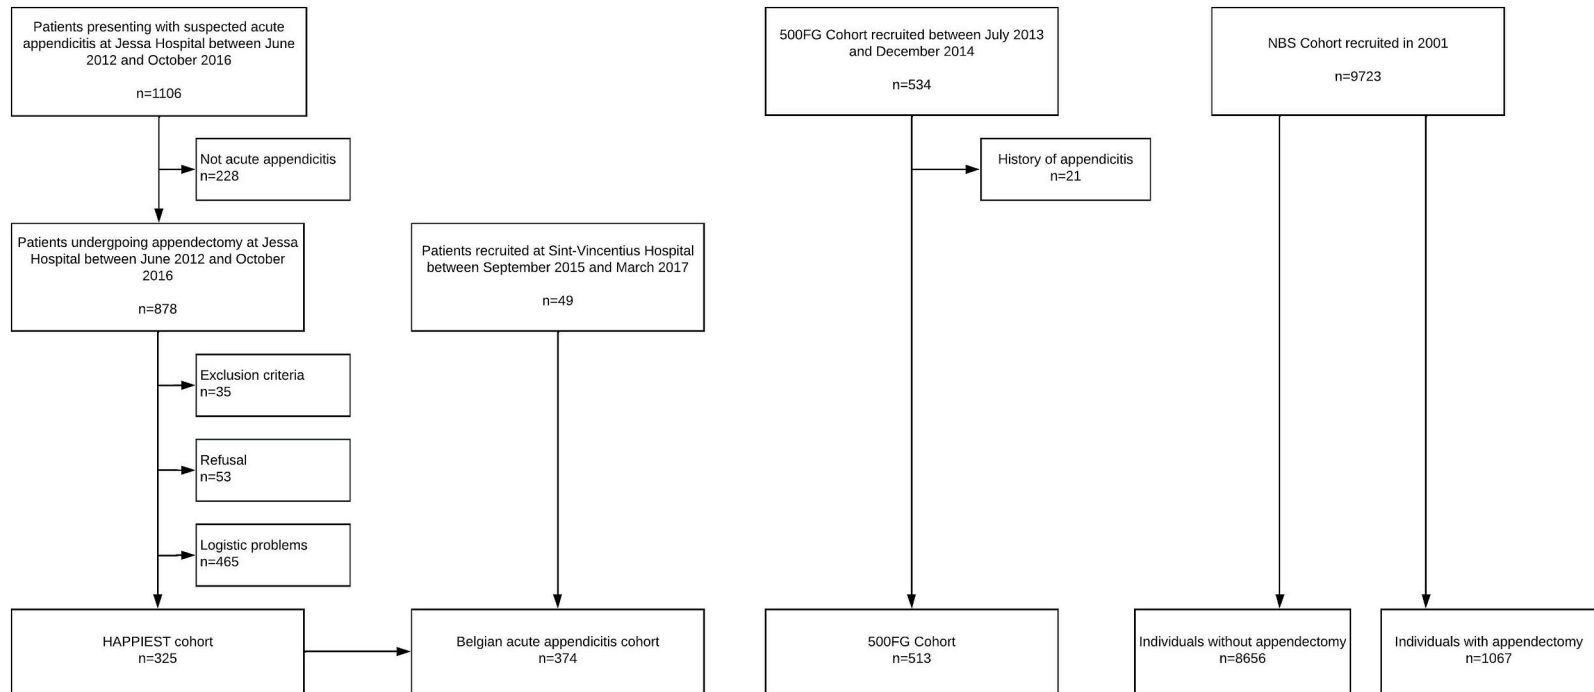 Patients presenting with suspected acute
appendicitis at Jessa Hospital between June
2012 and October 2016
n=1106
Not acute appendicitis
n=228
Patients undergpoing appendectomy at Jessa
Hospital between June 2012 and October
2016
n=878
Exclusion criteria
n=35
Refusal
n=53
Logistic problems
n=465
HAPPIEST cohort
n=325
Patients recruited at Sint-Vincentius Hospital
between September 2015 and March 2017
n=49
Belgian acute appendicitis cohort
n=374
500FG Cohort recruited between July 2013
and December 2014
n=534
History of appendicitis
n=21
500FG Cohort
n=513
NBS Cohort recruited in 2001
n=9723
Individuals without appendectomy
n=8656
Individuals with appendectomy
n=1067